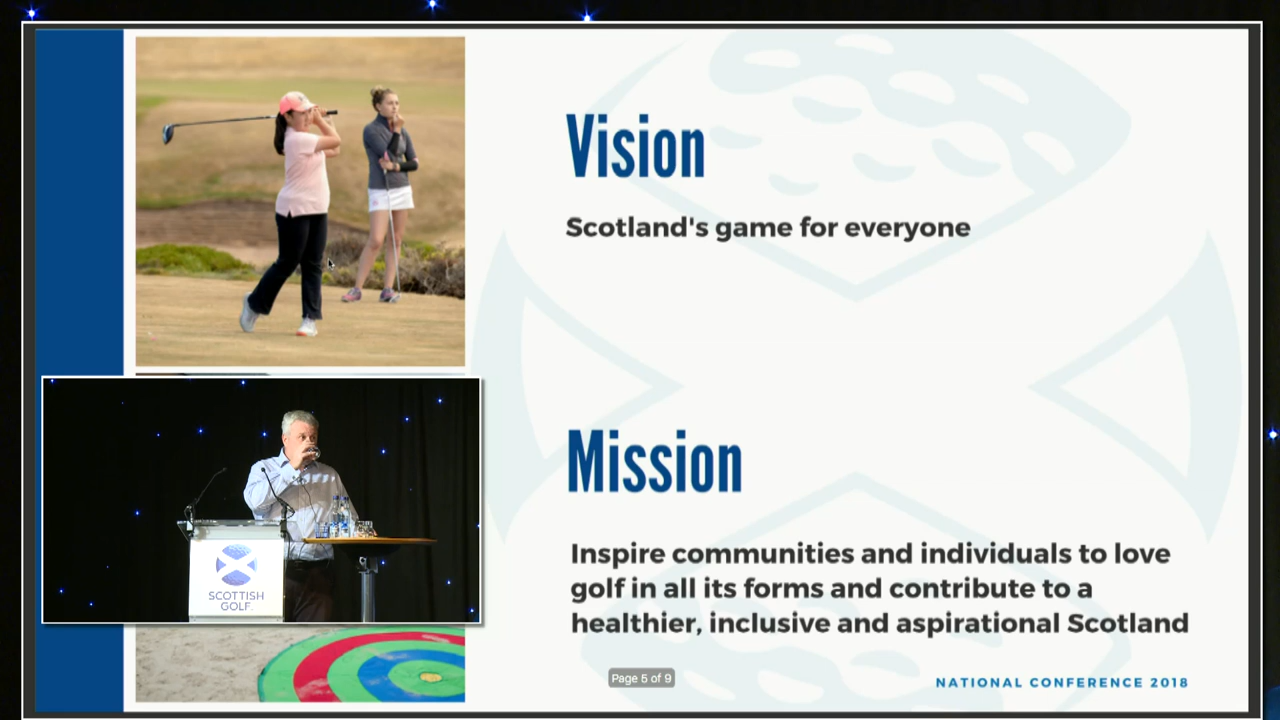 Vision
Scotland's game for everyone
Mission
Inspire communities and individuals to love
golf in all its forms and contribute to a
healthier, inclusive and aspirational Scotland
SCOTTISH
GOLF.
Page 5 of 9
NATIONAL CONFERENCE 2018